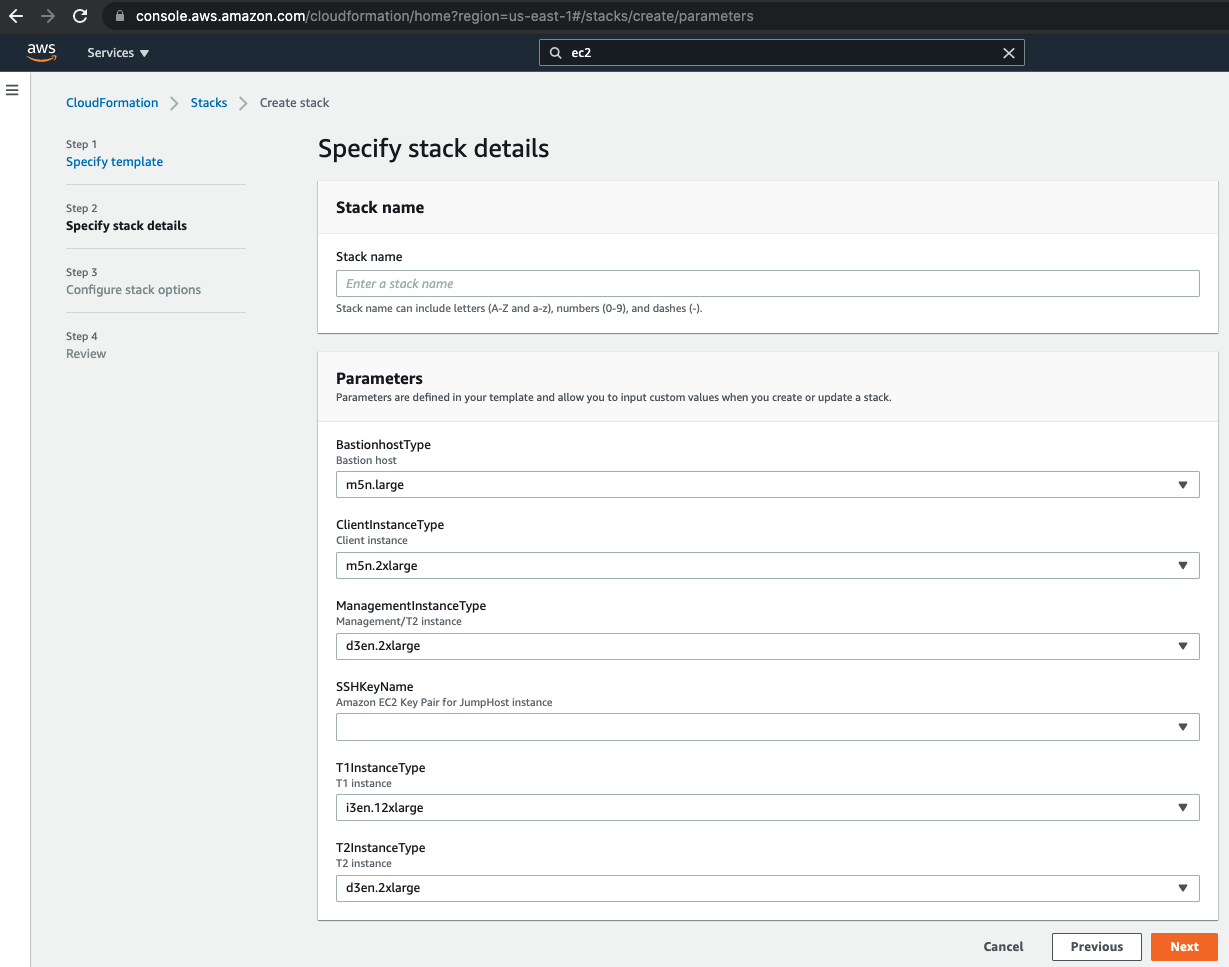 console.aws.amazon.com/cloudformation/home?region=us-east-1#/stacks/create/parameters
aws
Services
ec2
CloudFormation
Stacks
Create stack
Step 1
Specify template
Step 2
Specify stack details
Step 3
Configure stack options
Step 4
Review
Specify stack details
Stack name
Stack name
Enter a stack name
Stack name can include letters (A-Z and a-z), numbers (0-9), and dashes (-).
Parameters
Parameters are defined in your template and allow you to input custom values when you create or update a stack.
BastionhostType
Bastion host
m5n.large
ClientInstanceType
Client instance
m5n.2xlarge
ManagementInstanceType
Management/T2 instance
d3en.2xlarge
SSHKeyName
Amazon EC2 Key Pair for JumpHost instance
T1InstanceType
T1 instance
i3en.12xlarge
T2InstanceType
T2 instance
d3en.2xlarge
Cancel
Previous
Next